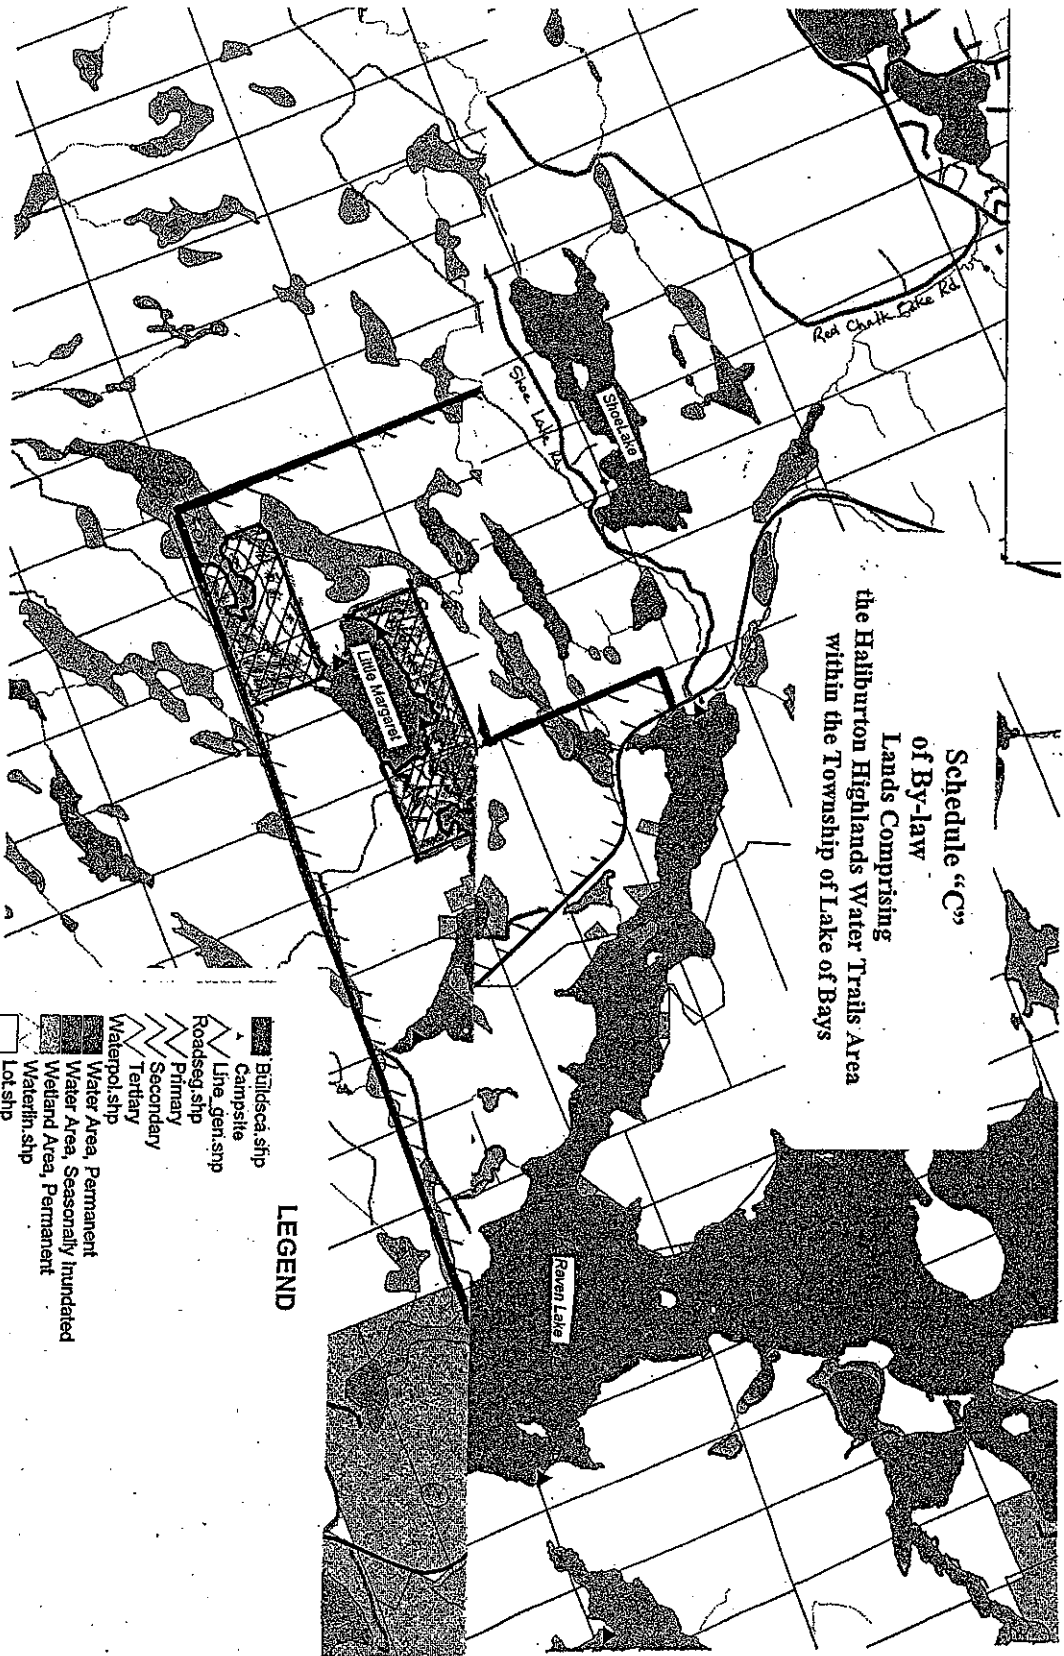 Schedule “C”
of By-law
Lands Comprising
the Haliburton Highlands Water Trails Area
within the Township of Lake of Bays
Red Chalk Lake Rd.
Shoe Lake
Shoe Lake Rd.
Little Margaret
Raven Lake
LEGEND
Buildsca.shp
Campsite
Line_gen.shp
Roadseg.shp
Primary
Secondary
Tertiary
Waterpol.shp
Water Area, Permanent
Water Area, Seasonally Inundated
Wetland Area, Permanent
Waterlin.shp
Lot.shp